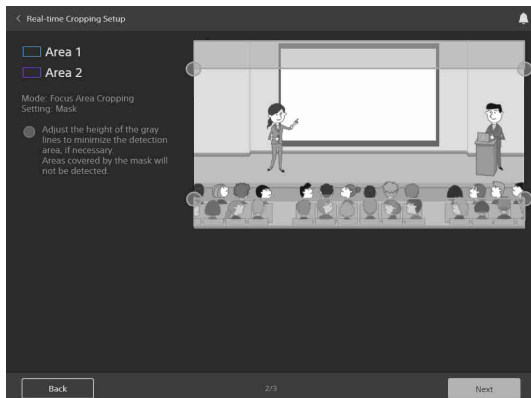 Real-time Cropping Setup
Area 1
Area 2
Mode: Focus Area Cropping
Setting: Mask
Adjust the height of the gray
lines to minimize the detection
area, if necessary.
Areas covered by the mask will
not be detected.
Back
2/3
Next